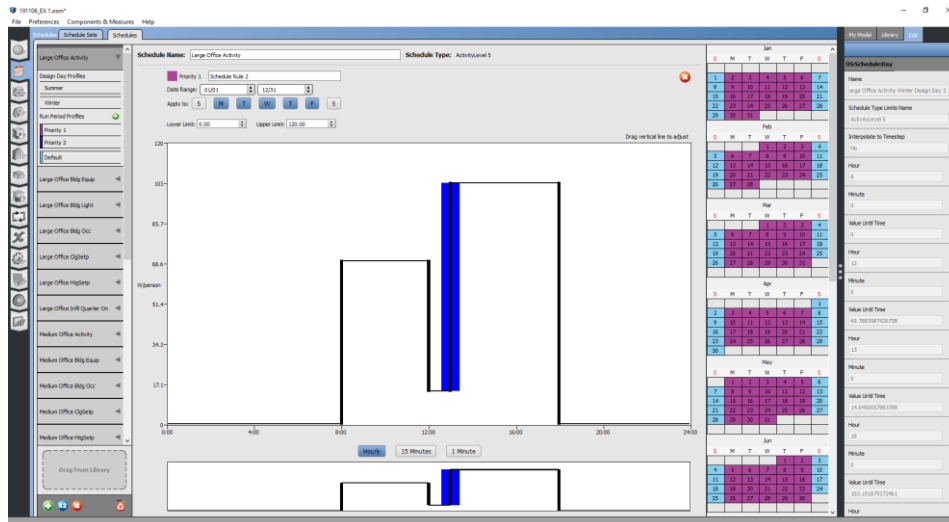 191106_EX 1.osm*
File Preferences Components & Measures Help
Schedules Schedule Sets Schedules
My Model Library Edit
Large Office Activity
Design Day Profiles
Summer
Winter
Run Period Profiles
Priority 1
Priority 2
Default
Large Office Bldg Equip
Large Office Bldg Light
Large Office Bldg Occ
Large Office ClgSetp
Large Office HtgSetp
Large Office Infil Quarter On
Medium Office Activity
Medium Office Bldg Equip
Medium Office Bldg Occ
Medium Office ClgSetp
Medium Office HtgSetp
Drag From Library
Schedule Name: Large Office Activity Schedule Type: ActivityLevel 5
Priority 1 Schedule Rule 2
Date Range: 01/01 12/31
Apply to: S M T W T F S
Lower Limit: 0.00 Upper Limit: 120.00
Drag vertical line to adjust
120
103
85.7
68.6
W/person
51.4
34.3
17.1
0
0:00 4:00 8:00 12:00 16:00 20:00 24:00
Hourly 15 Minutes 1 Minute
Jan
S M T W T F S
1 2 3 4 5 6 7
8 9 10 11 12 13 14
15 16 17 18 19 20 21
22 23 24 25 26 27 28
29 30 31
Feb
S M T W T F S
1 2 3 4
5 6 7 8 9 10 11
12 13 14 15 16 17 18
19 20 21 22 23 24 25
26 27 28
Mar
S M T W T F S
1 2 3 4
5 6 7 8 9 10 11
12 13 14 15 16 17 18
19 20 21 22 23 24 25
26 27 28 29 30 31
Apr
S M T W T F S
1
2 3 4 5 6 7 8
9 10 11 12 13 14 15
16 17 18 19 20 21 22
23 24 25 26 27 28 29
30
May
S M T W T F S
1 2 3 4 5 6
7 8 9 10 11 12 13
14 15 16 17 18 19 20
21 22 23 24 25 26 27
28 29 30 31
Jun
S M T W T F S
1 2 3
4 5 6 7 8 9 10
11 12 13 14 15 16 17
18 19 20 21 22 23 24
25 26 27 28 29 30
OS:Schedule:Day
Name
arge Office Activity Winter Design Day 2
Schedule Type Limits Name
ActivityLevel 5
Interpolate to Timestep
No
Hour
8
Minute
0
Value Until Time
0
Hour
12
Minute
0
Value Until Time
Hour
13
Minute
0
Value Until Time
Hour
18
Minute
0
Value Until Time
Hour